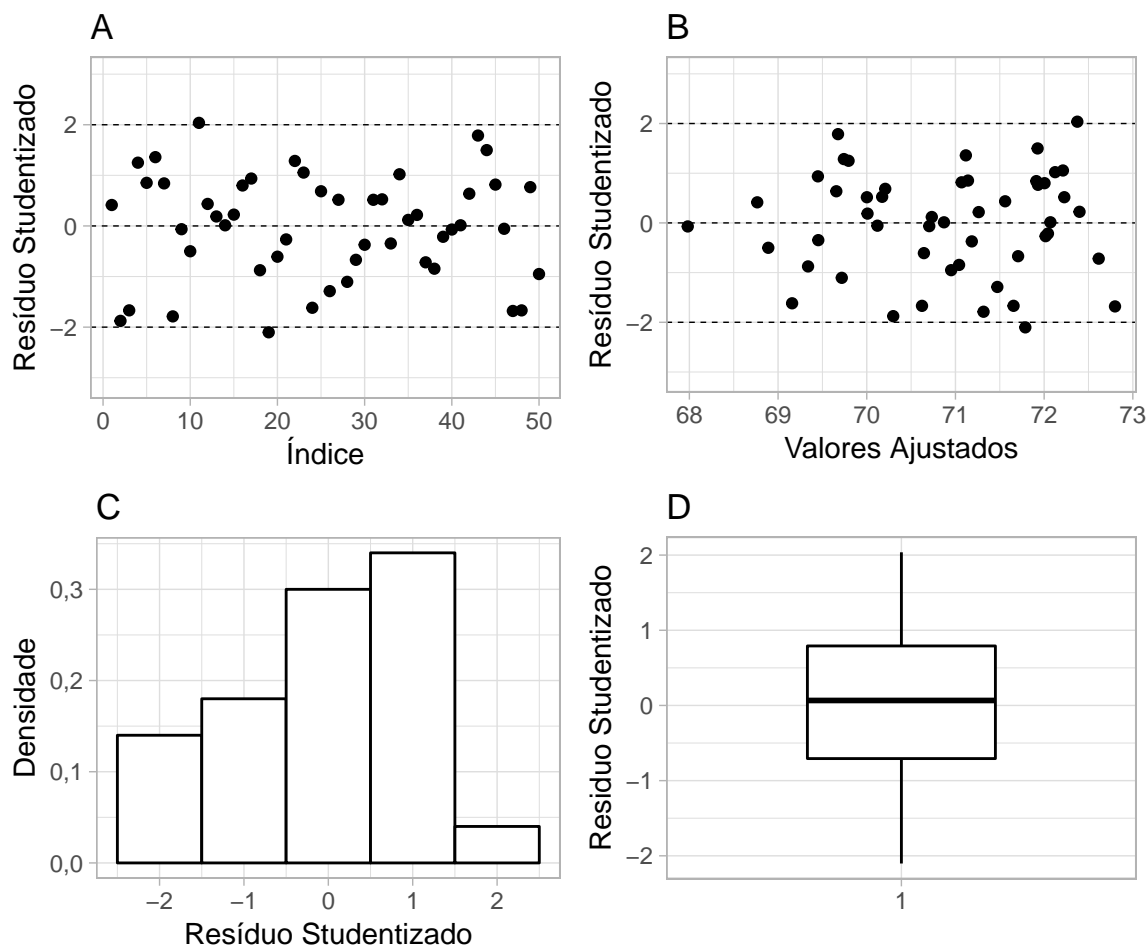 A
Resíduo Studentizado
2
0
−2
0 10 20 30 40 50
Índice
B
Resíduo Studentizado
2
0
−2
68 69 70 71 72 73
Valores Ajustados
C
Densidade
0,3
0,2
0,1
0,0
−2 −1 0 1 2
Resíduo Studentizado
D
Residuo Studentizado
2
1
0
−1
−2
1